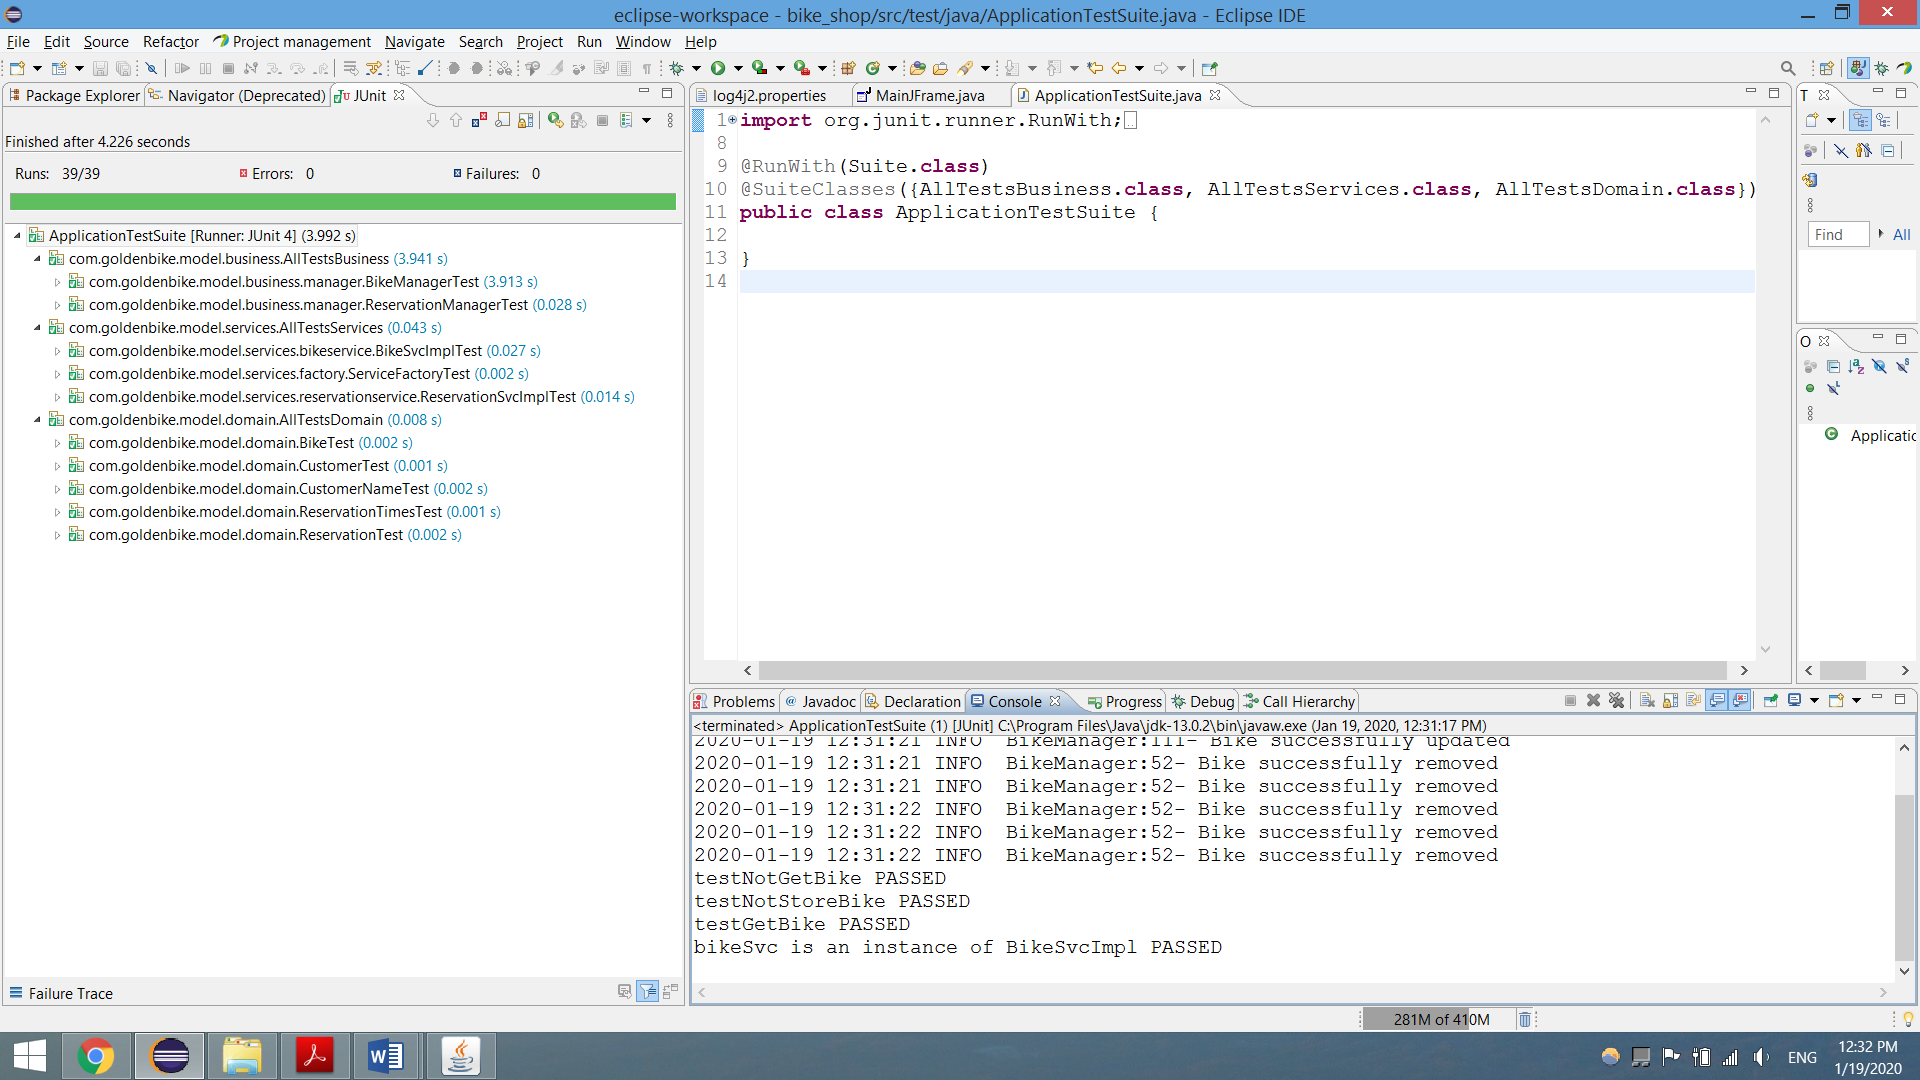 eclipse-workspace - bike_shop/src/test/java/ApplicationTestSuite.java - Eclipse IDE
File Edit Source Refactor Project management Navigate Search Project Run Window Help
Package Explorer Navigator (Deprecated) JUnit
Finished after 4.226 seconds
Runs: 39/39 Errors: 0 Failures: 0
ApplicationTestSuite [Runner: JUnit 4] (3.992 s)
com.goldenbike.model.business.AllTestsBusiness (3.941 s)
com.goldenbike.model.business.manager.BikeManagerTest (3.913 s)
com.goldenbike.model.business.manager.ReservationManagerTest (0.028 s)
com.goldenbike.model.services.AllTestsServices (0.043 s)
com.goldenbike.model.services.bikeservice.BikeSvcImplTest (0.027 s)
com.goldenbike.model.services.factory.ServiceFactoryTest (0.002 s)
com.goldenbike.model.services.reservationservice.ReservationSvcImplTest (0.014 s)
com.goldenbike.model.domain.AllTestsDomain (0.008 s)
com.goldenbike.model.domain.BikeTest (0.002 s)
com.goldenbike.model.domain.CustomerTest (0.001 s)
com.goldenbike.model.domain.CustomerNameTest (0.002 s)
com.goldenbike.model.domain.ReservationTimesTest (0.001 s)
com.goldenbike.model.domain.ReservationTest (0.002 s)
Failure Trace
log4j2.properties MainJFrame.java ApplicationTestSuite.java
1 import org.junit.runner.RunWith;
8
9 @RunWith(Suite.class)
10 @SuiteClasses({AllTestsBusiness.class, AllTestsServices.class, AllTestsDomain.class})
11 public class ApplicationTestSuite {
12
13 }
14
T
Find All
O
Applicatic
Problems Javadoc Declaration Console Progress Debug Call Hierarchy
<terminated> ApplicationTestSuite (1) [JUnit] C:\Program Files\Java\jdk-13.0.2\bin\javaw.exe (Jan 19, 2020, 12:31:17 PM)
2020-01-19 12:31:21 INFO  BikeManager:111- Bike successfully updated
2020-01-19 12:31:21 INFO  BikeManager:52- Bike successfully removed
2020-01-19 12:31:21 INFO  BikeManager:52- Bike successfully removed
2020-01-19 12:31:22 INFO  BikeManager:52- Bike successfully removed
2020-01-19 12:31:22 INFO  BikeManager:52- Bike successfully removed
2020-01-19 12:31:22 INFO  BikeManager:52- Bike successfully removed
testNotGetBike PASSED
testNotStoreBike PASSED
testGetBike PASSED
bikeSvc is an instance of BikeSvcImpl PASSED
281M of 410M
ENG
12:32 PM
1/19/2020